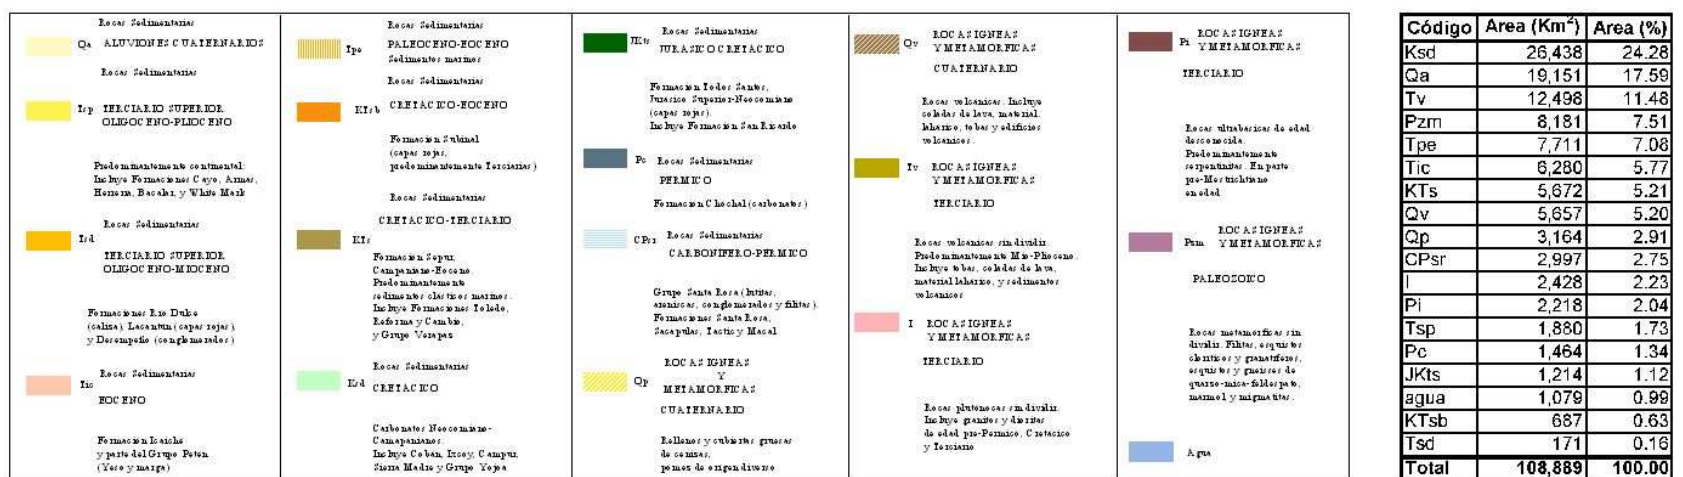 Rocas Sedimentarias
Qa ALUVIONES CUATERNARIOS
Rocas Sedimentarias
Tsp TERCIARIO SUPERIOR
OLIGOCENO-PLIOCENO
Predominantemente continental.
Incluye Formaciones Cayo, Armas,
Herreria, Bacalar, y White Mark
Rocas Sedimentarias
Tsd
TERCIARIO SUPERIOR
OLIGOCENO-MIOCENO
Formaciones Rio Dulce
(caliza), Lacantun (capas rojas)
y Desempeño (conglomerados)
Rocas Sedimentarias
Tic
EOCENO
Formacion Icaiche
y parte del Grupo Peten
(Yeso y marga)
Rocas Sedimentarias
Tpe PALEOCENO-EOCENO
Sedimentos marinos
Rocas Sedimentarias
KTsb CRETACICO-EOCENO
Formacion Subinal
(capas rojas,
predominantemente Terciarias)
Rocas Sedimentarias
CRETACICO-TERCIARIO
KTs
Formacion Sepur,
Campaniano-Eoceno.
Predominantemente
sedimentos clasticos marinos.
Incluye Formaciones Toledo,
Reforma y Cambio,
y Grupo Verapaz
Rocas Sedimentarias
Ksd CRETACICO
Carbonatos Neocomiano-
Camapanianos.
Incluye Coban, Ixcoy, Campur,
Sierra Madre y Grupo Yojoa
JKts Rocas Sedimentarias
JURASICO CRETACICO
Formacion Todos Santos,
Jurasico Superior-Neocomiano
(capas rojas).
Incluye Formacion San Ricardo
Pc Rocas Sedimentarias
PERMICO
Formacion Chochal (carbonatos)
CPsr Rocas Sedimentarias
CARBONIFERO-PERMICO
Grupo Santa Rosa (lutitas,
areniscas, conglomerados y filitas).
Formaciones Santa Rosa,
Sacapulas, Tactic y Macal
ROCAS IGNEAS
Y
Qp METAMORFICAS
CUATERNARIO
Rellenos y cubiertas gruesas
de cenizas,
pomes de origen diverso
Qv ROCAS IGNEAS
Y METAMORFICAS
CUATERNARIO
Rocas volcanicas. Incluye
coladas de lava, material
laharico, tobas y edificios
volcanicos.
Tv ROCAS IGNEAS
Y METAMORFICAS
TERCIARIO
Rocas volcanicas sin dividir.
Predominantemente Mio-Plioceno.
Incluye tobas, coladas de lava,
material laharico, y sedimentos
volcanicos
I ROCAS IGNEAS
Y METAMORFICAS
TERCIARIO
Rocas plutonocas sin dividir.
Incluye granitos y dioritas
de edad pre-Permico, Cretacico
y Terciario
Pi ROCAS IGNEAS
Y METAMORFICAS
TERCIARIO
Rocas ultrabasicas de edad
desconocida.
Predominantemente
serpentinitas. En parte
pre-Mestrichtiano
en edad
Pzm ROCAS IGNEAS
Y METAMORFICAS
PALEOZOICO
Rocas metamorficas sin
dividir. Filitas, esquistos
cloriticos y granatiferos,
esquistos y gneisses de
quarzo-mica-feldespato,
marmol y migmatitas.
Agua
Código Area (Km²) Area (%)
Ksd 26,438 24.28
Qa 19,151 17.59
Tv 12,498 11.48
Pzm 8,181 7.51
Tpe 7,711 7.08
Tic 6,280 5.77
KTs 5,672 5.21
Qv 5,657 5.20
Qp 3,164 2.91
CPsr 2,997 2.75
I 2,428 2.23
Pi 2,218 2.04
Tsp 1,880 1.73
Pc 1,464 1.34
JKts 1,214 1.12
agua 1,079 0.99
KTsb 687 0.63
Tsd 171 0.16
Total 108,889 100.00